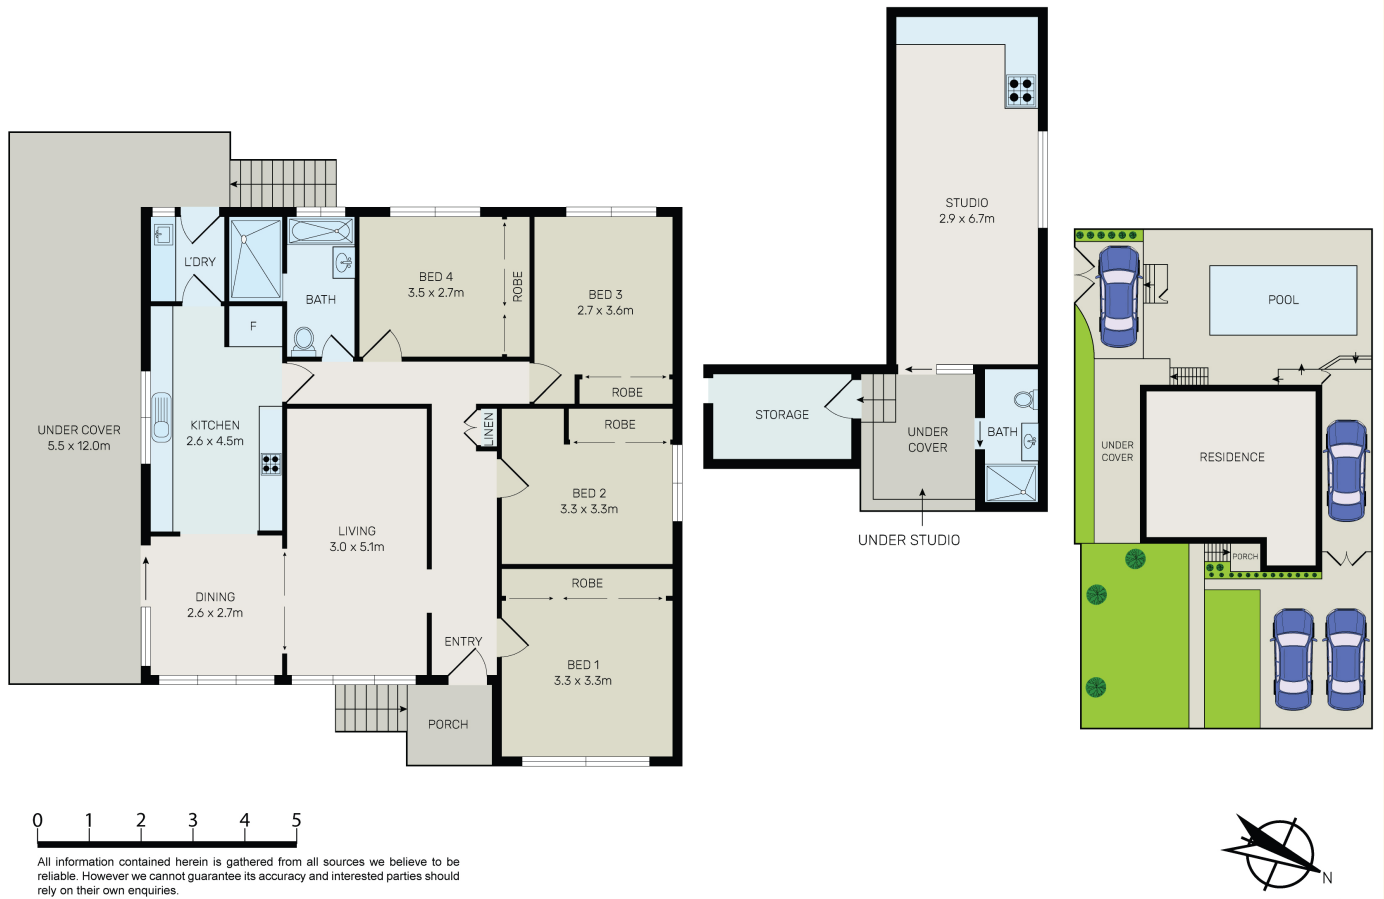 STUDIO
2.9 x 6.7m
L'DRY
BATH
BED 4
3.5 x 2.7m
ROBE
BED 3
2.7 x 3.6m
ROBE
F
POOL
UNDER COVER
5.5 x 12.0m
KITCHEN
2.6 x 4.5m
LINEN
ROBE
BED 2
3.3 x 3.3m
STORAGE
UNDER
COVER
BATH
UNDER STUDIO
UNDER
COVER
RESIDENCE
PORCH
LIVING
3.0 x 5.1m
DINING
2.6 x 2.7m
ENTRY
ROBE
BED 1
3.3 x 3.3m
PORCH
0 1 2 3 4 5
All information contained herein is gathered from all sources we believe to be
reliable. However we cannot guarantee its accuracy and interested parties should
rely on their own enquiries.
N